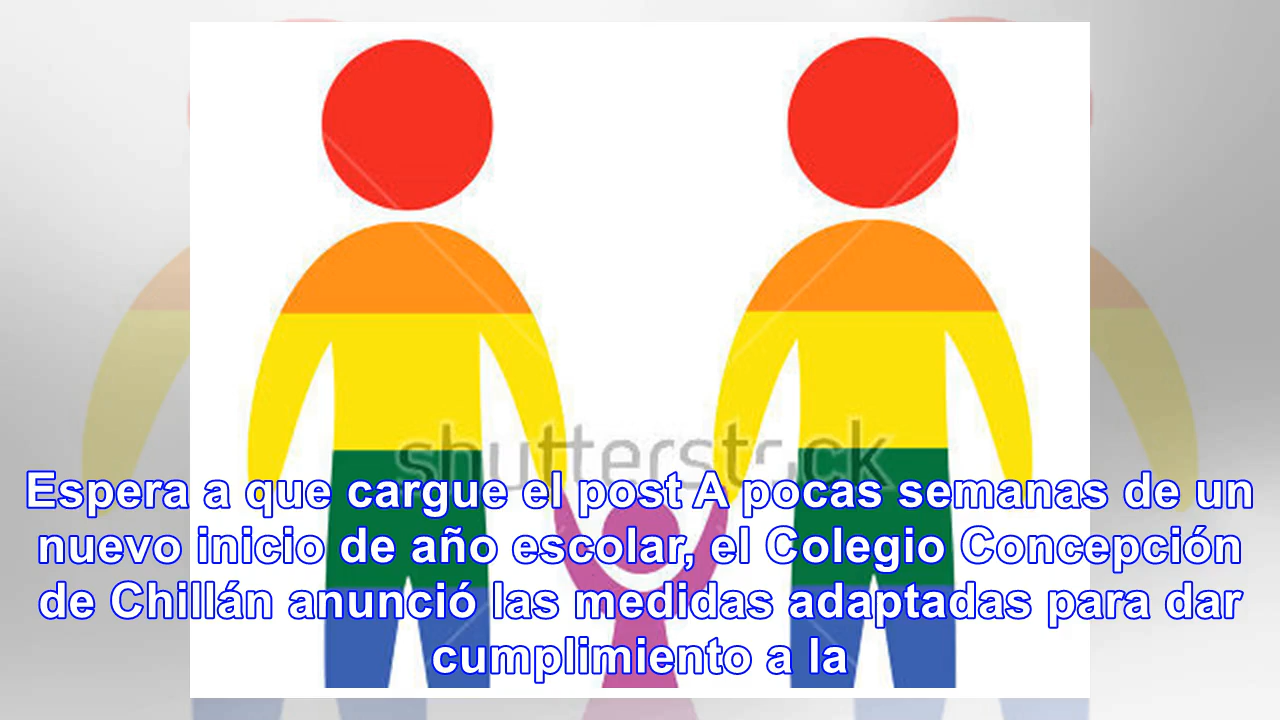 shutterstock
Espera a que cargue el post A pocas semanas de un
nuevo inicio de año escolar, el Colegio Concepción
de Chillán anunció las medidas adaptadas para dar
cumplimiento a la